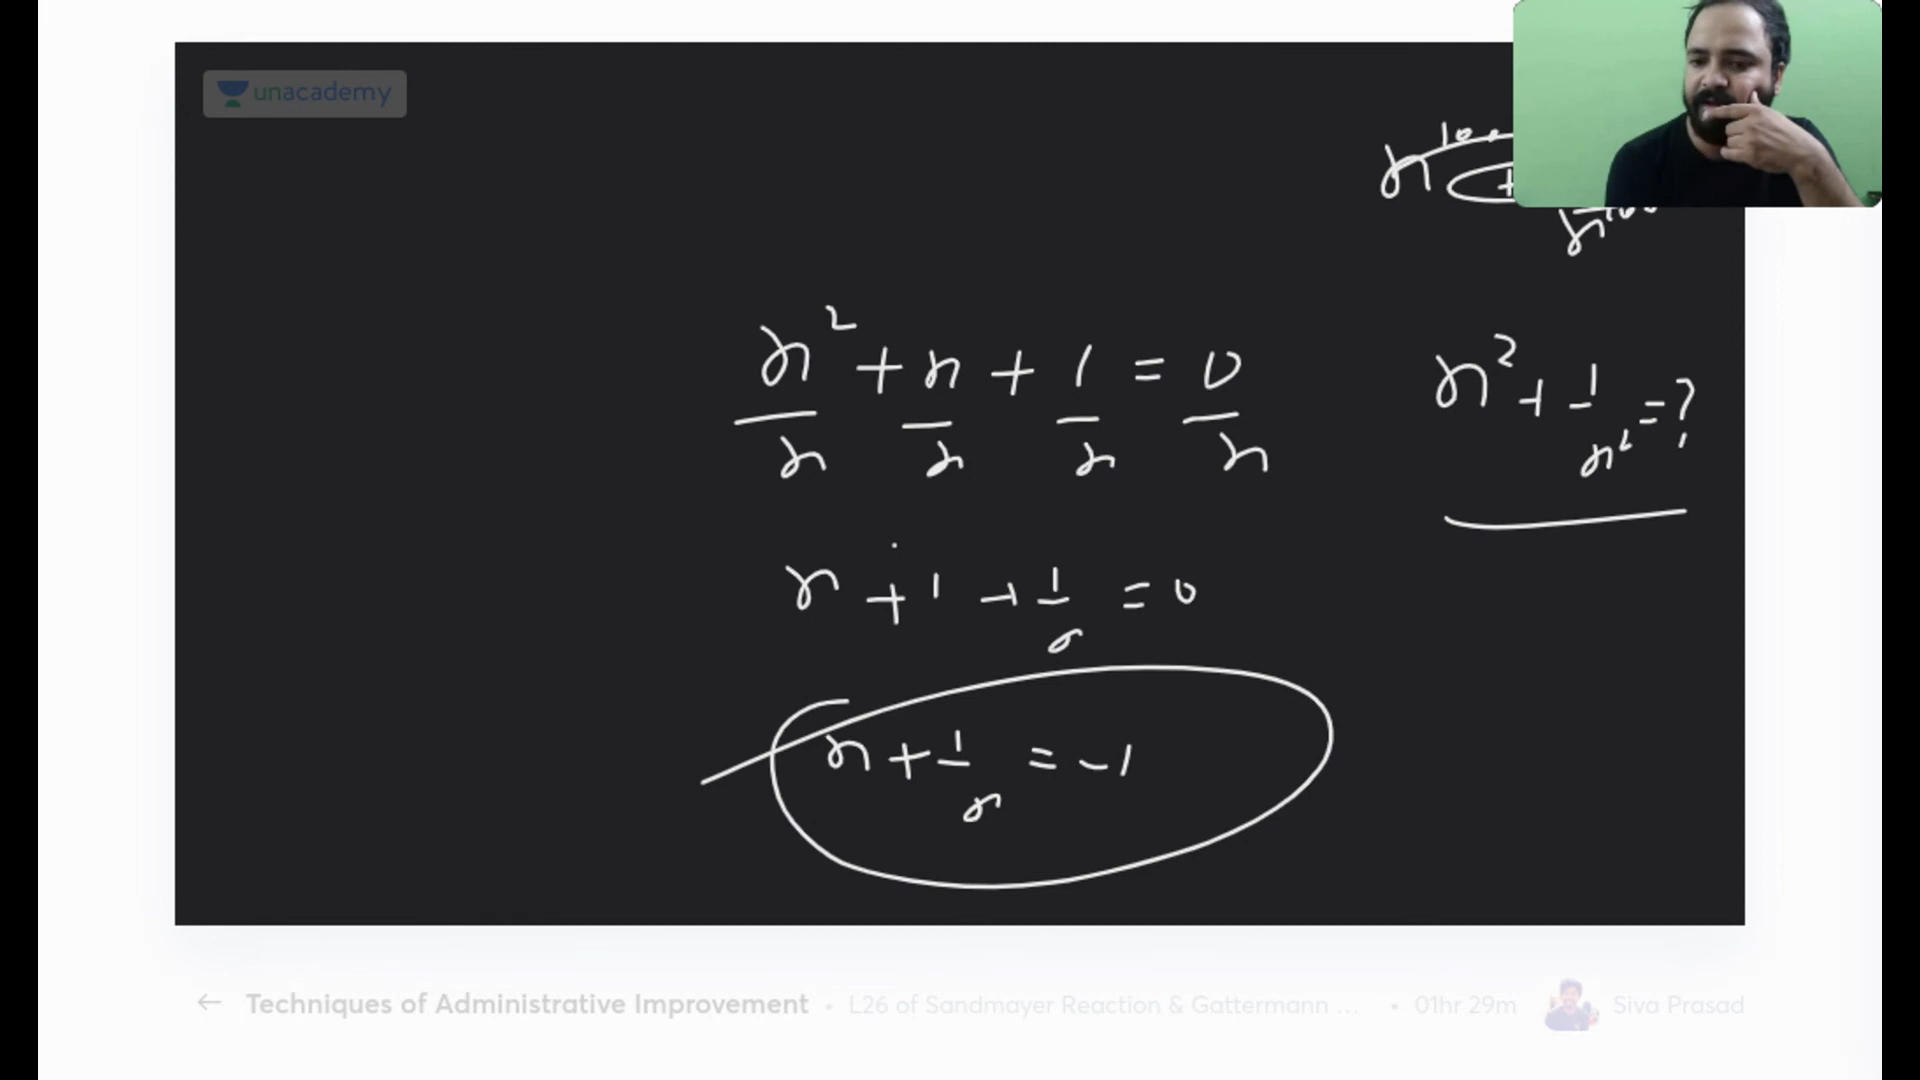 unacademy
x² + x + 1 = 0
x x x x
x² + 1/x² = ?
x + 1 + 1/x = 0
x + 1/x = -1
Techniques of Administrative Improvement • L26 of Sandmayer Reaction & Gattermann ... • 01hr 29m Siva Prasad